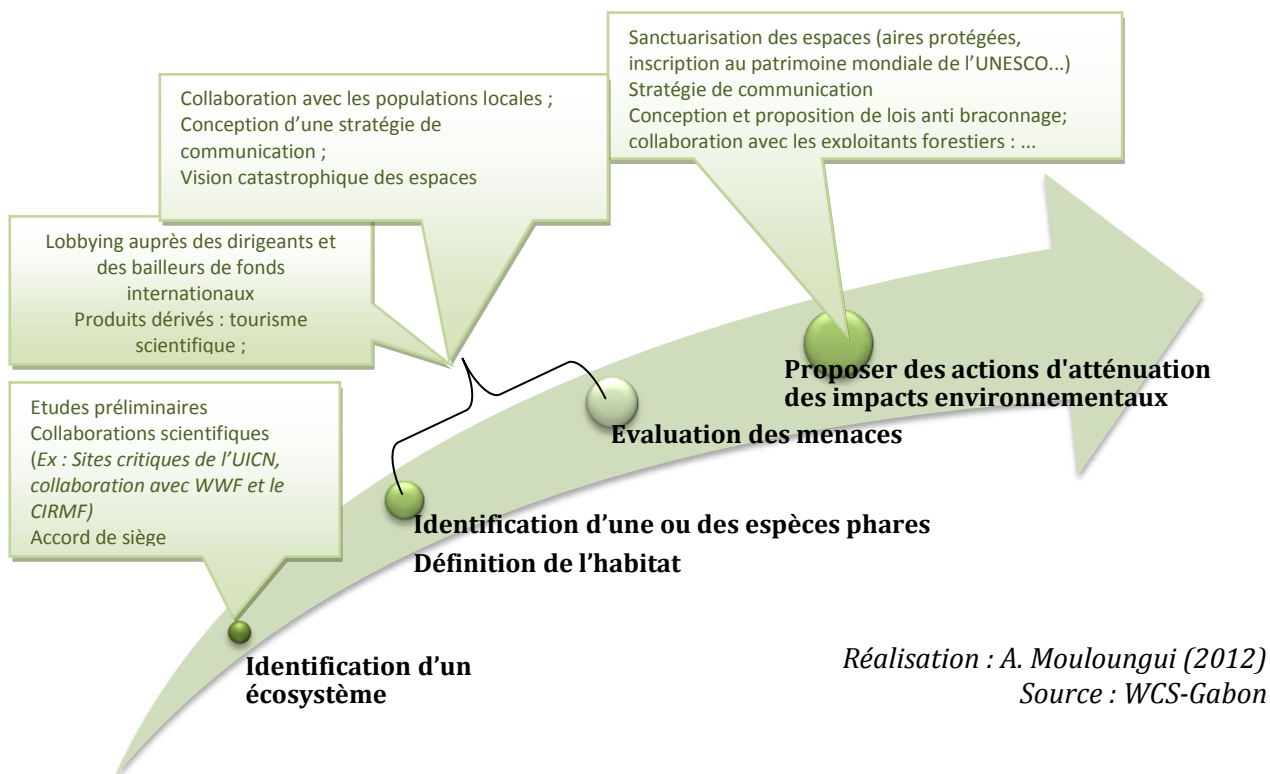 Sanctuarisation des espaces (aires protégées,
inscription au patrimoine mondiale de l’UNESCO...)
Stratégie de communication
Conception et proposition de lois anti braconnage;
collaboration avec les exploitants forestiers : ...
Collaboration avec les populations locales ;
Conception d’une stratégie de
communication ;
Vision catastrophique des espaces
Lobbying auprès des dirigeants et
des bailleurs de fonds
internationaux
Produits dérivés : tourisme
scientifique ;
Etudes préliminaires
Collaborations scientifiques
(Ex : Sites critiques de l’UICN,
collaboration avec WWF et le
CIRMF)
Accord de siège
Proposer des actions d'atténuation
des impacts environnementaux
Evaluation des menaces
Identification d’une ou des espèces phares
Définition de l’habitat
Identification d’un
écosystème
Réalisation : A. Mouloungui (2012)
Source : WCS-Gabon